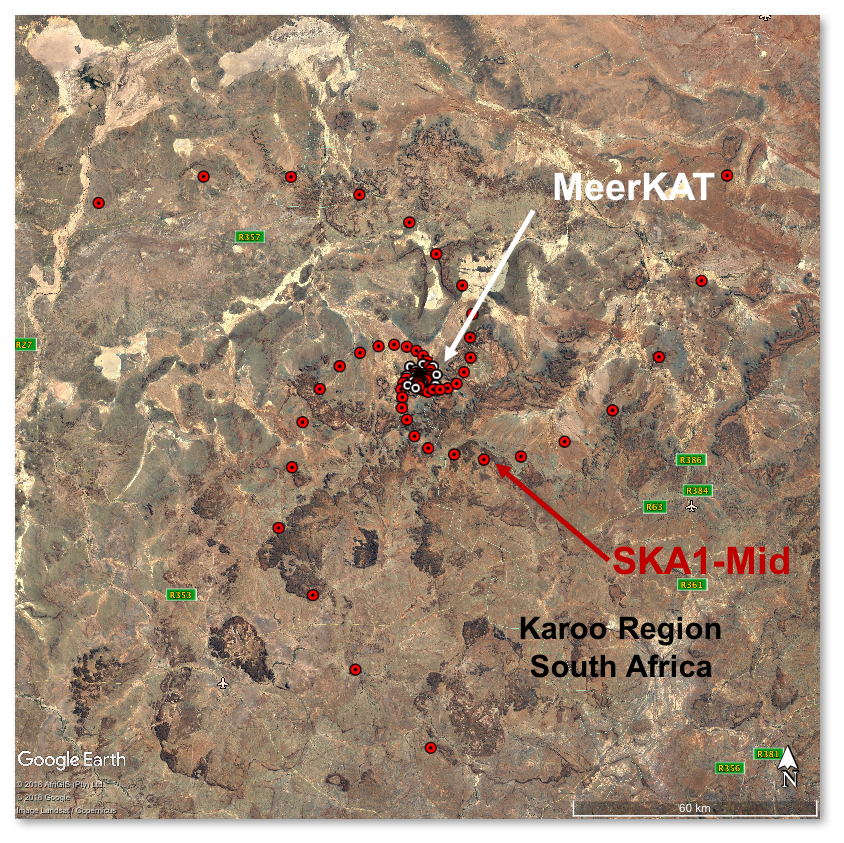 MeerKAT
R357
R27
R386
R384
R63
SKA1-Mid
R361
R353
Karoo Region
South Africa
Google Earth
R381
R356
N
© 2018 AfriGIS (Pty) Ltd.
© 2018 Google
Image Landsat / Copernicus
60 km